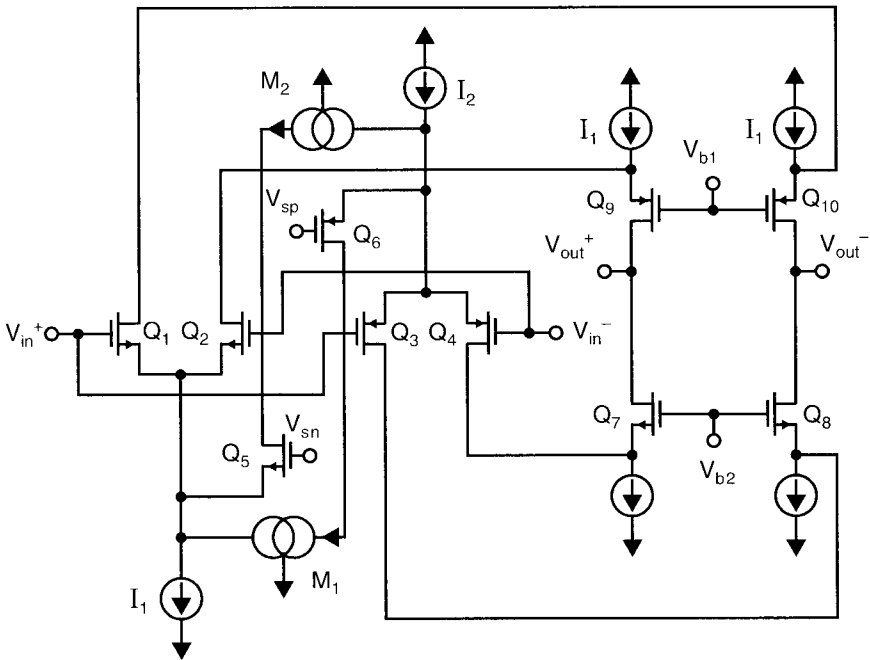 M2
I2
I1
I1
Vb1
Vsp
Q9
Q10
Q6
Vout+
Vout−
Vin+
Q1
Q2
Q3
Q4
Vin−
Vsn
Q7
Q8
Q5
Vb2
M1
I1